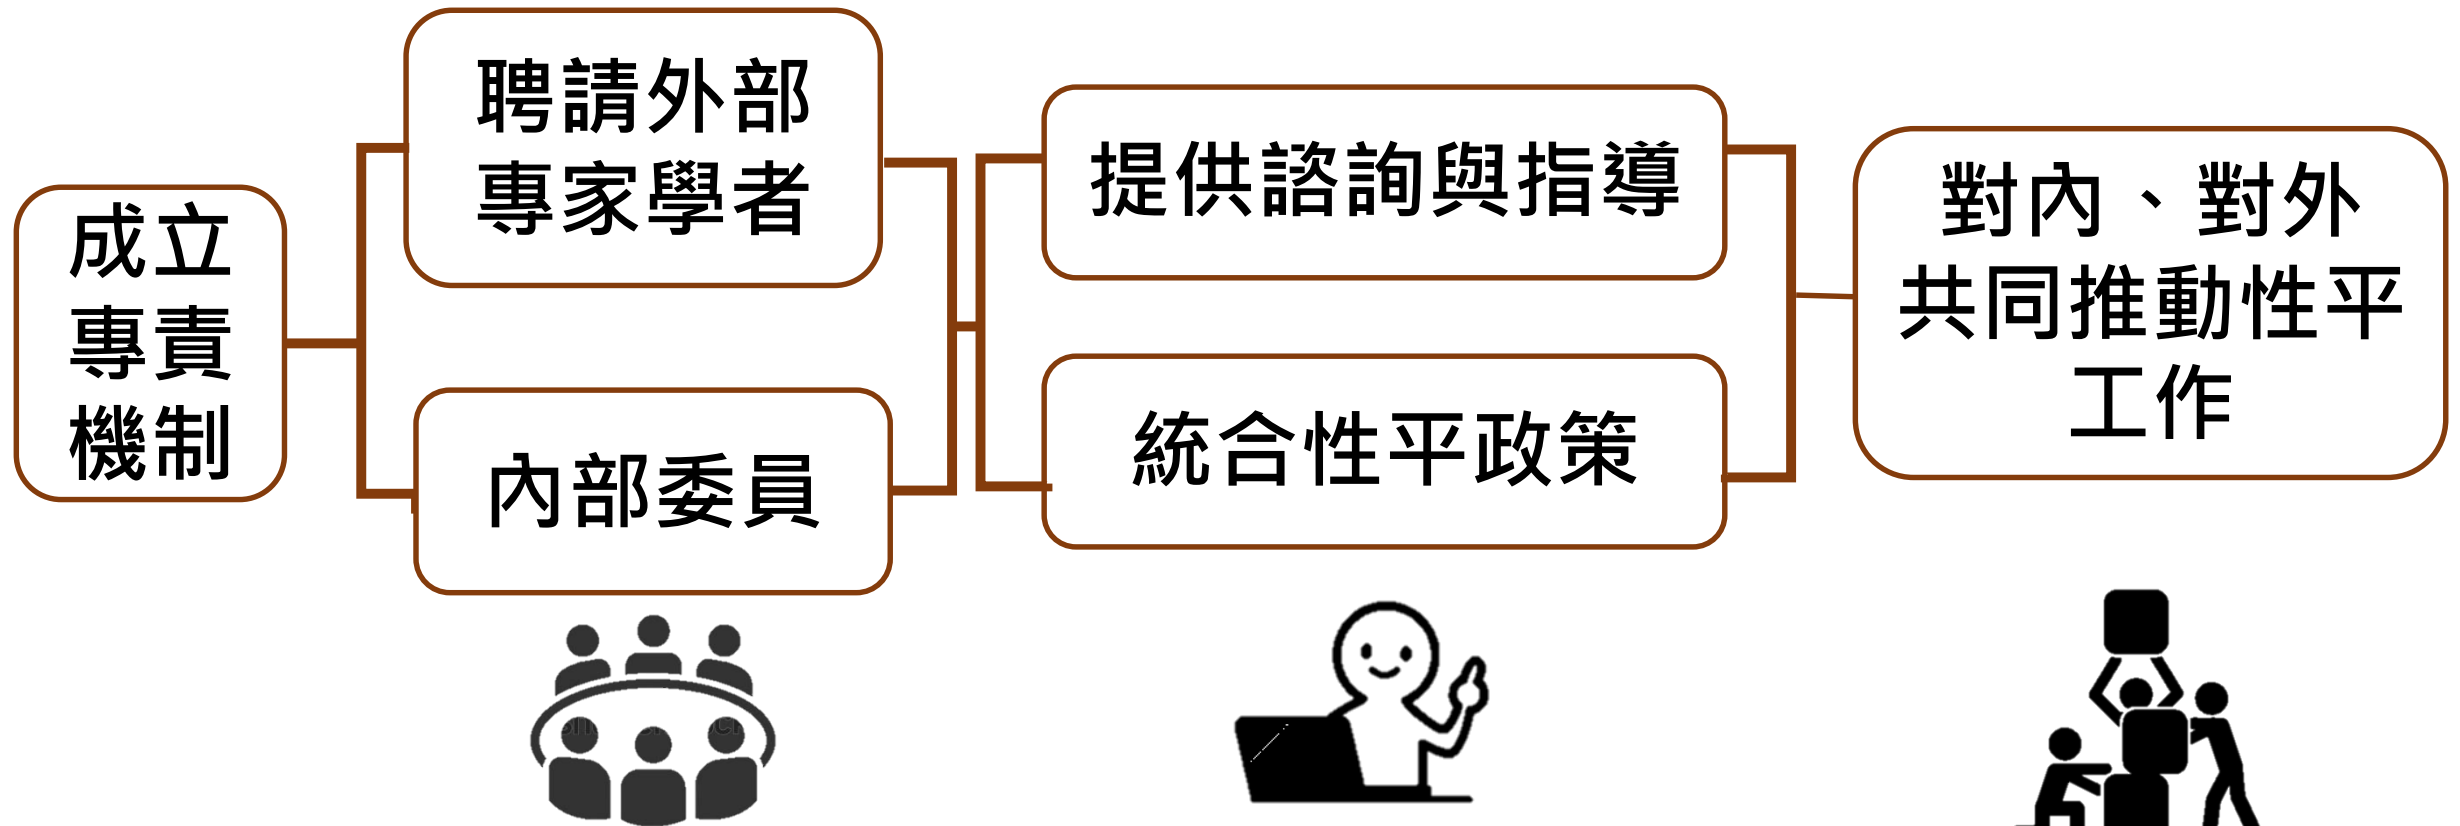 成立
專責
機制
聘請外部
專家學者
內部委員
提供諮詢與指導
統合性平政策
對內、對外
共同推動性平
工作